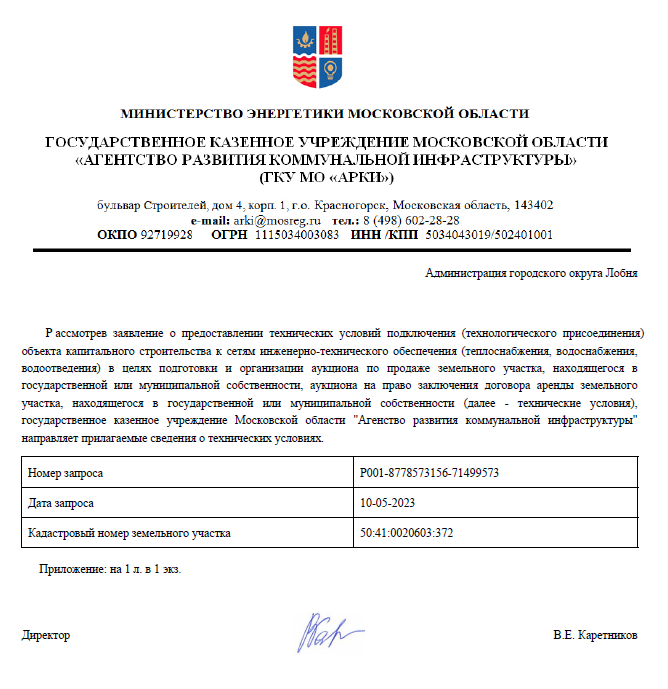 МИНИСТЕРСТВО ЭНЕРГЕТИКИ МОСКОВСКОЙ ОБЛАСТИ
ГОСУДАРСТВЕННОЕ КАЗЕННОЕ УЧРЕЖДЕНИЕ МОСКОВСКОЙ ОБЛАСТИ
«АГЕНТСТВО РАЗВИТИЯ КОММУНАЛЬНОЙ ИНФРАСТРУКТУРЫ»
(ГКУ МО «АРКИ»)
бульвар Строителей, дом 4, корп. 1, г.о. Красногорск, Московская область, 143402
e-mail: arki@mosreg.ru тел.: 8 (498) 602-28-28
ОКПО 92719928 ОГРН 1115034003083 ИНН /КПП 5034043019/502401001
Администрация городского округа Лобня
Рассмотрев заявление о предоставлении технических условий подключения (технологического присоединения)
объекта капитального строительства к сетям инженерно-технического обеспечения (теплоснабжения, водоснабжения,
водоотведения) в целях подготовки и организации аукциона по продаже земельного участка, находящегося в
государственной или муниципальной собственности, аукциона на право заключения договора аренды земельного
участка, находящегося в государственной или муниципальной собственности (далее - технические условия),
государственное казенное учреждение Московской области "Агенство развития коммунальной инфраструктуры"
направляет прилагаемые сведения о технических условиях.
Номер запроса P001-8778573156-71499573
Дата запроса 10-05-2023
Кадастровый номер земельного участка 50:41:0020603:372
Приложение: на 1 л. в 1 экз.
Директор В.Е. Каретников